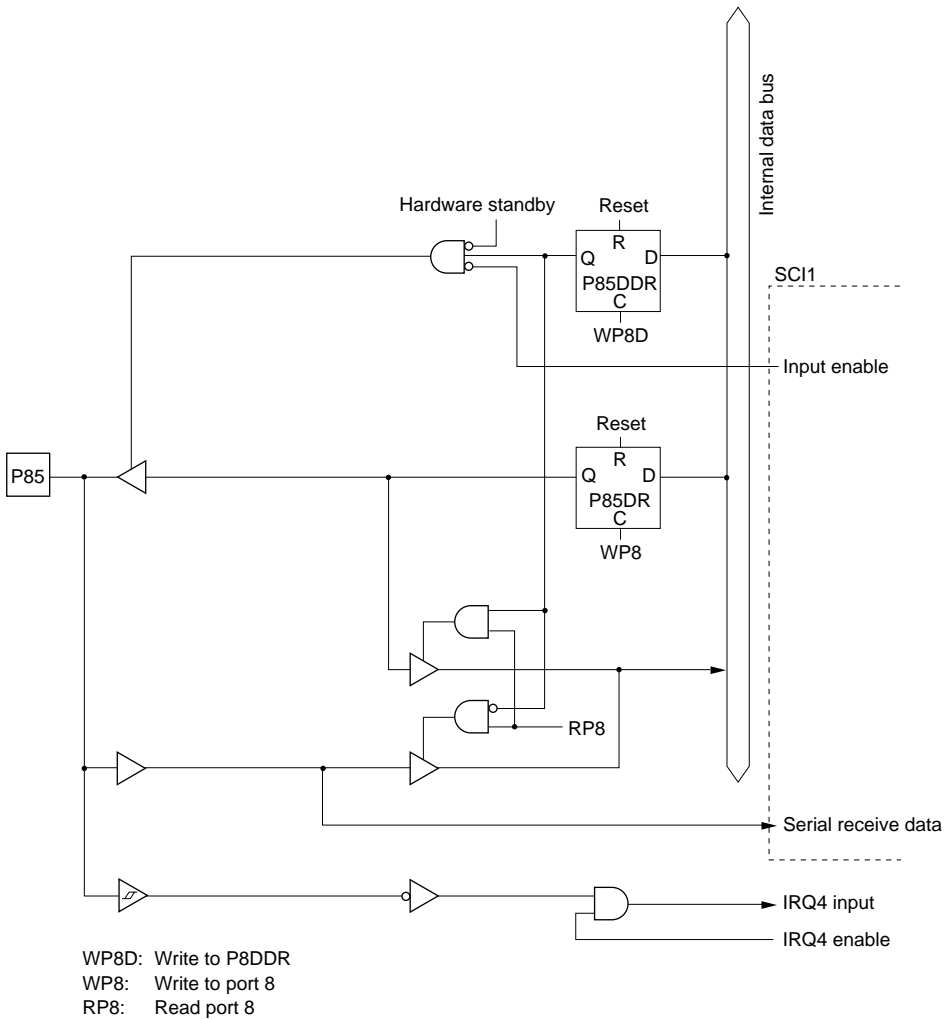 Internal data bus
Hardware standby
Reset
R
Q D
P85DDR
C
WP8D
SCI1
Input enable
Reset
R
P85
Q D
P85DR
C
WP8
RP8
Serial receive data
IRQ4 input
IRQ4 enable
WP8D: Write to P8DDR
WP8: Write to port 8
RP8: Read port 8